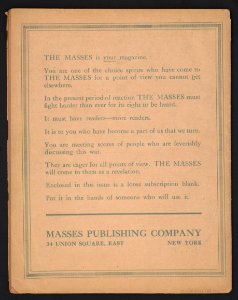 THE MASSES is your magazine.
You are one of the choice spirits who have come to
THE MASSES for a point of view you cannot get
elsewhere.
In the present period of reaction THE MASSES must
fight harder than ever for its right to be heard.
It must have readers—more readers.
It is to you who have become a part of us that we turn.
You are meeting scores of people who are feverishly
discussing this war.
They are eager for all points of view. THE MASSES
will come to them as a revelation.
Enclosed in this issue is a loose subscription blank.
Put it in the hands of someone who will use it.
MASSES PUBLISHING COMPANY
34 UNION SQUARE, EAST NEW YORK